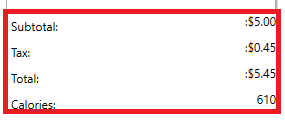 Subtotal: :$5.00
Tax: :$0.45
Total: :$5.45
Calories: 610